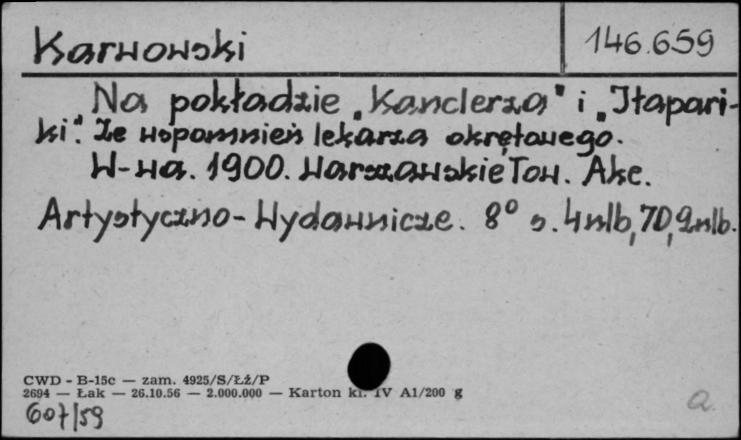 Karwowski
146.659
Na pokładzie „Kanclerza" i „Itapari-
ki". Ze wspomnień lekarza okrętowego.
W-wa. 1900. Warszawskie Tow. Akc.
Artystyczno-Wydawnicze. 8° s. 4nlb, 70, 2nlb.
CWD - B-15c — zam. 4925/S/Łź/P
2694 — Łak — 26.10.56 — 2.000.000 — Karton kl. IV A1/200 g
607/59
a.